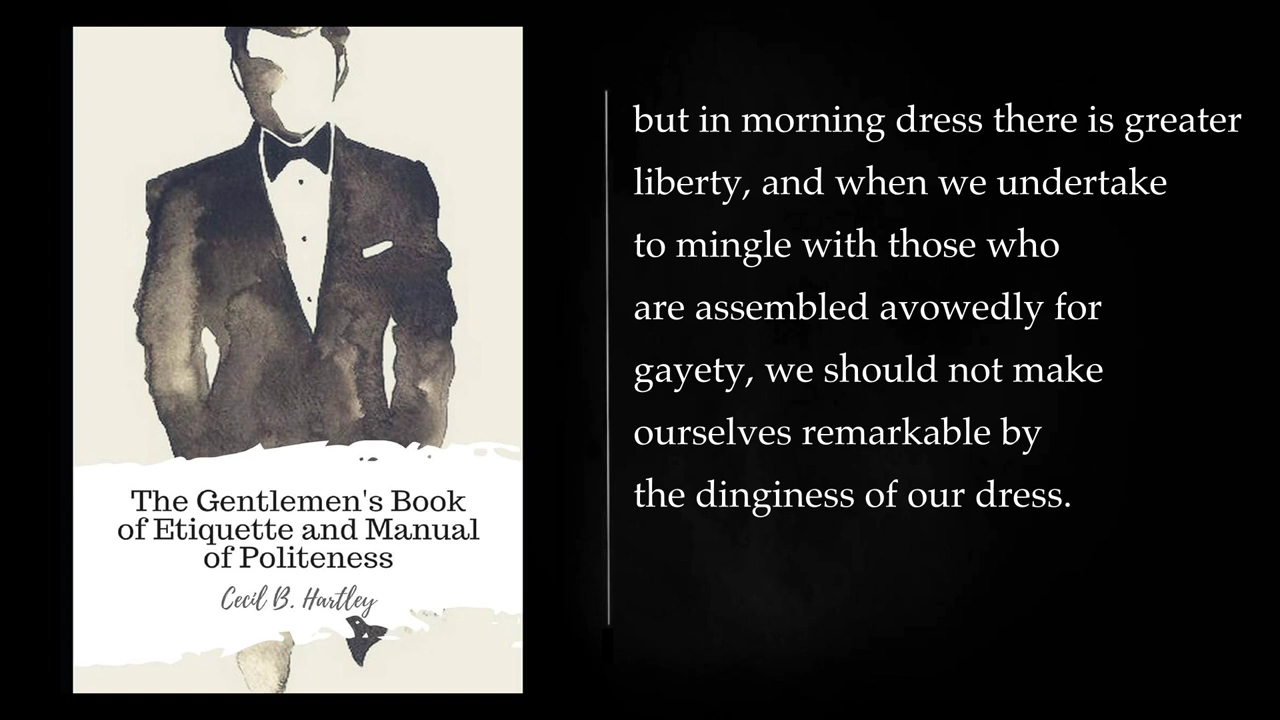 The Gentlemen's Book
of Etiquette and Manual
of Politeness
Cecil B. Hartley
but in morning dress there is greater
liberty, and when we undertake
to mingle with those who
are assembled avowedly for
gayety, we should not make
ourselves remarkable by
the dinginess of our dress.